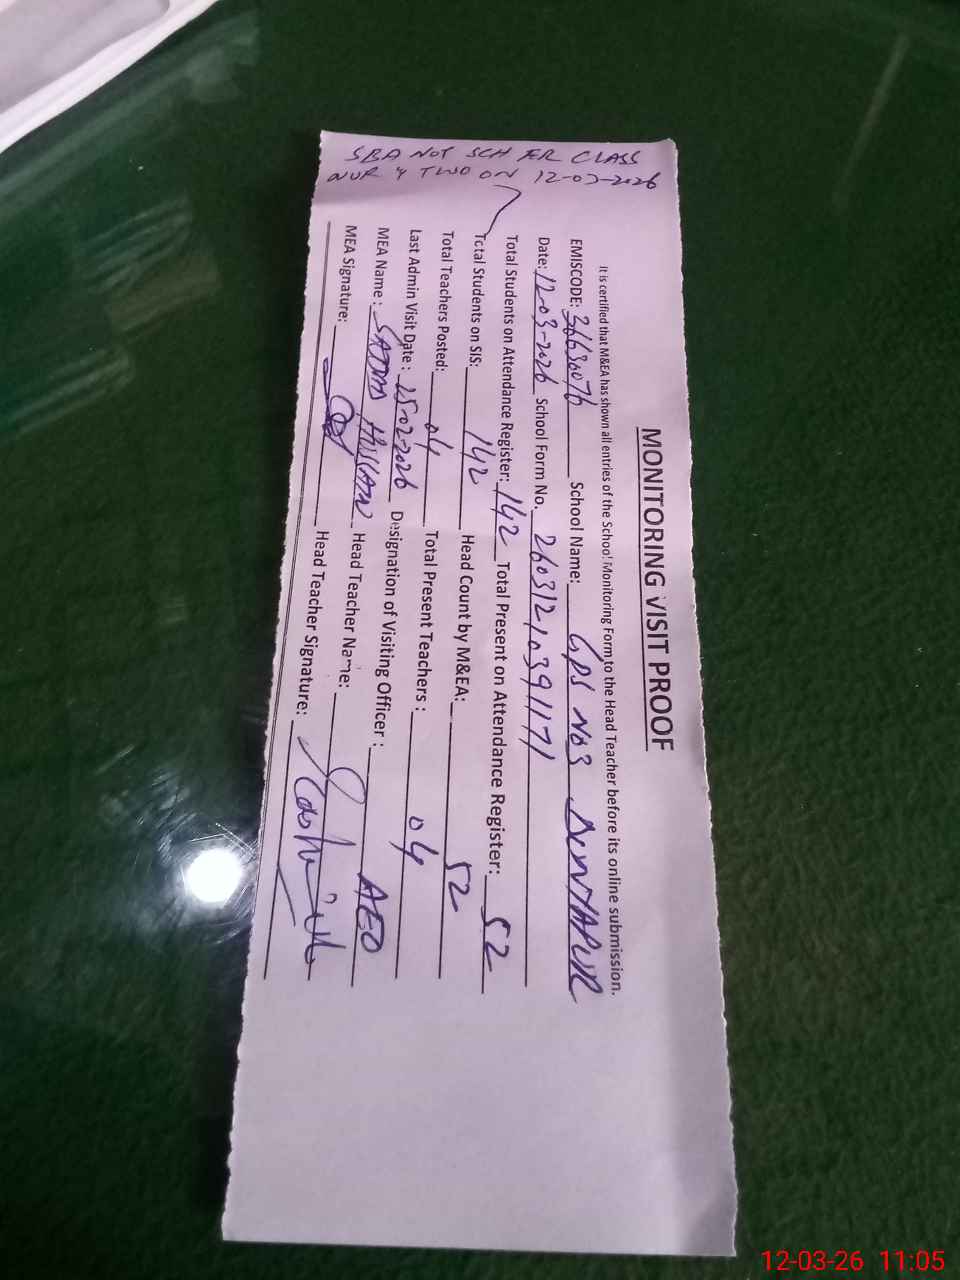 SBA NOT SCH ER CLASS
NUR & TWO ON 12-03-2026
MONITORING VISIT PROOF
It is certified that M&EA has shown all entries of the School Monitoring Form to the Head Teacher before its online submission.
EMISCODE: 36630076 School Name: GPS NO3
Date: 12-03-2026 School Form No. 26031210391171
Total Students on Attendance Register: 142 Total Present on Attendance Register: 52
Total Students on SIS: 142 Head Count by M&EA: 52
Total Teachers Posted: 04 Total Present Teachers : 04
Last Admin Visit Date : 25-02-2026 Designation of Visiting Officer : AEO
MEA Name : HUSSAIN Head Teacher Name:
MEA Signature: Head Teacher Signature:
12-03-26 11:05